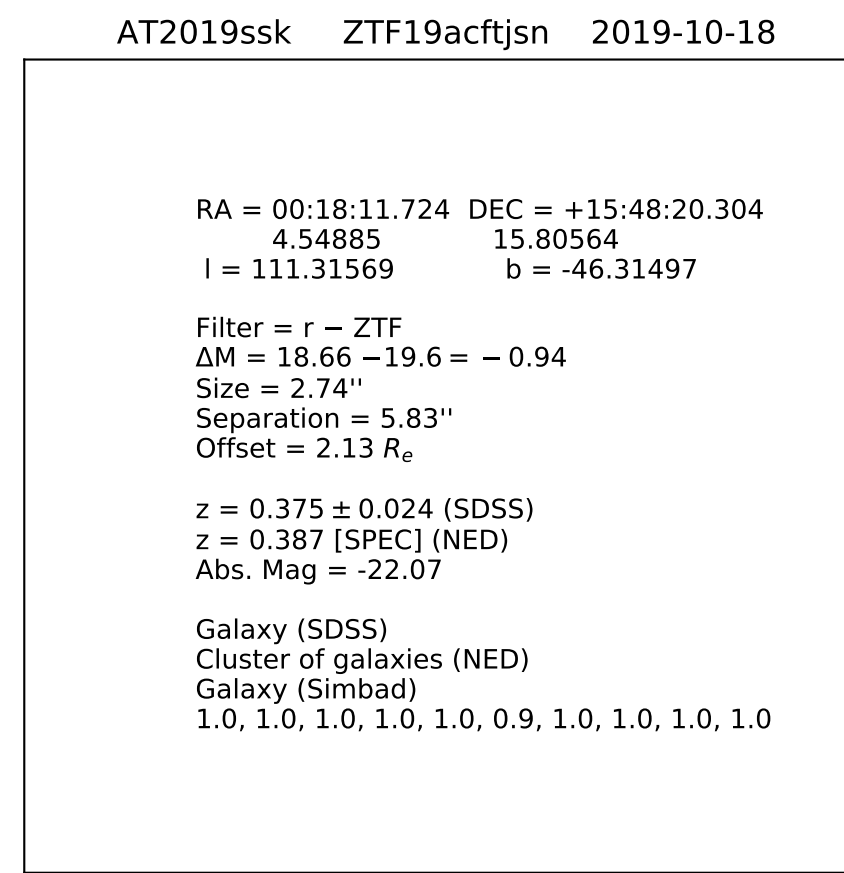 AT2019ssk ZTF19acftjsn 2019-10-18
RA = 00:18:11.724 DEC = +15:48:20.304
4.54885 15.80564
l = 111.31569 b = -46.31497
Filter = r − ZTF
ΔM = 18.66 −19.6 = − 0.94
Size = 2.74''
Separation = 5.83''
Offset = 2.13 Re
z = 0.375 ± 0.024 (SDSS)
z = 0.387 [SPEC] (NED)
Abs. Mag = -22.07
Galaxy (SDSS)
Cluster of galaxies (NED)
Galaxy (Simbad)
1.0, 1.0, 1.0, 1.0, 1.0, 0.9, 1.0, 1.0, 1.0, 1.0